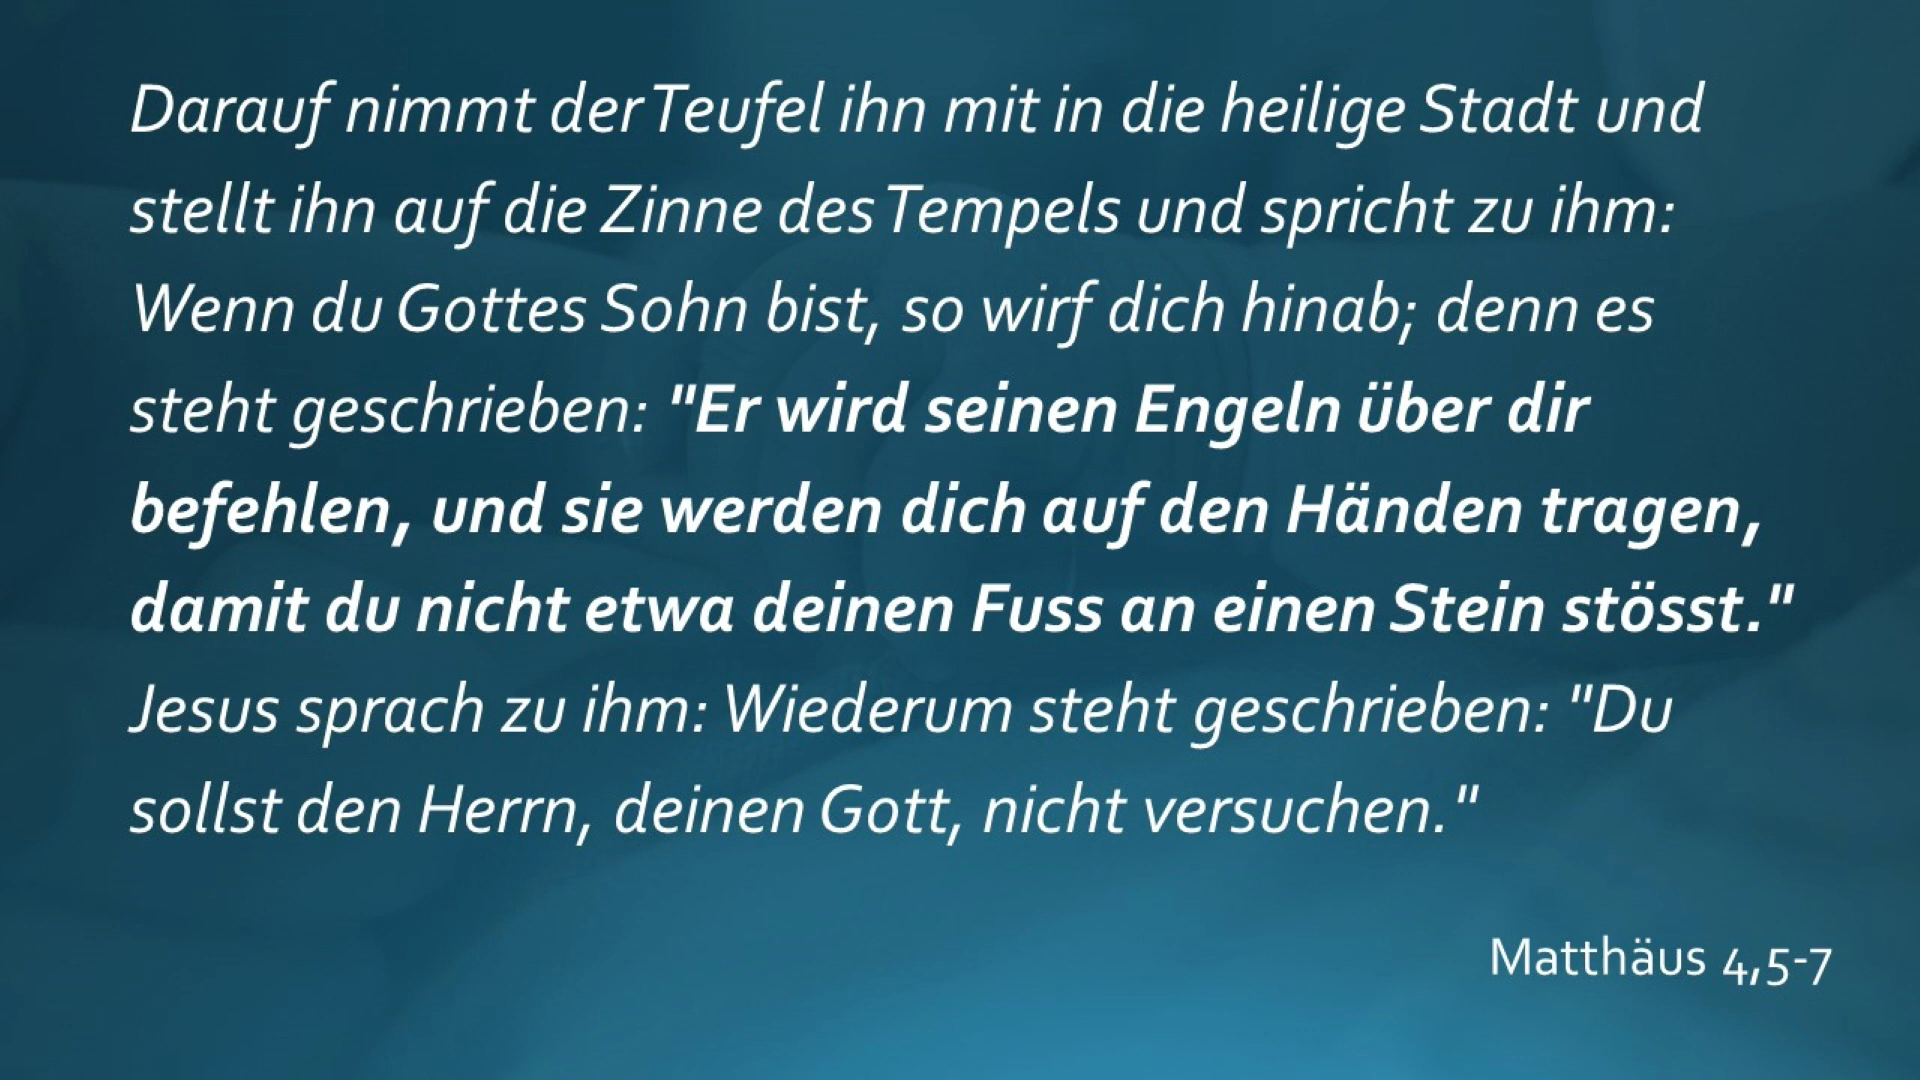 Darauf nimmt der Teufel ihn mit in die heilige Stadt und
stellt ihn auf die Zinne des Tempels und spricht zu ihm:
Wenn du Gottes Sohn bist, so wirf dich hinab; denn es
steht geschrieben: "Er wird seinen Engeln über dir
befehlen, und sie werden dich auf den Händen tragen,
damit du nicht etwa deinen Fuss an einen Stein stösst."
Jesus sprach zu ihm: Wiederum steht geschrieben: "Du
sollst den Herrn, deinen Gott, nicht versuchen."
Matthäus 4,5-7